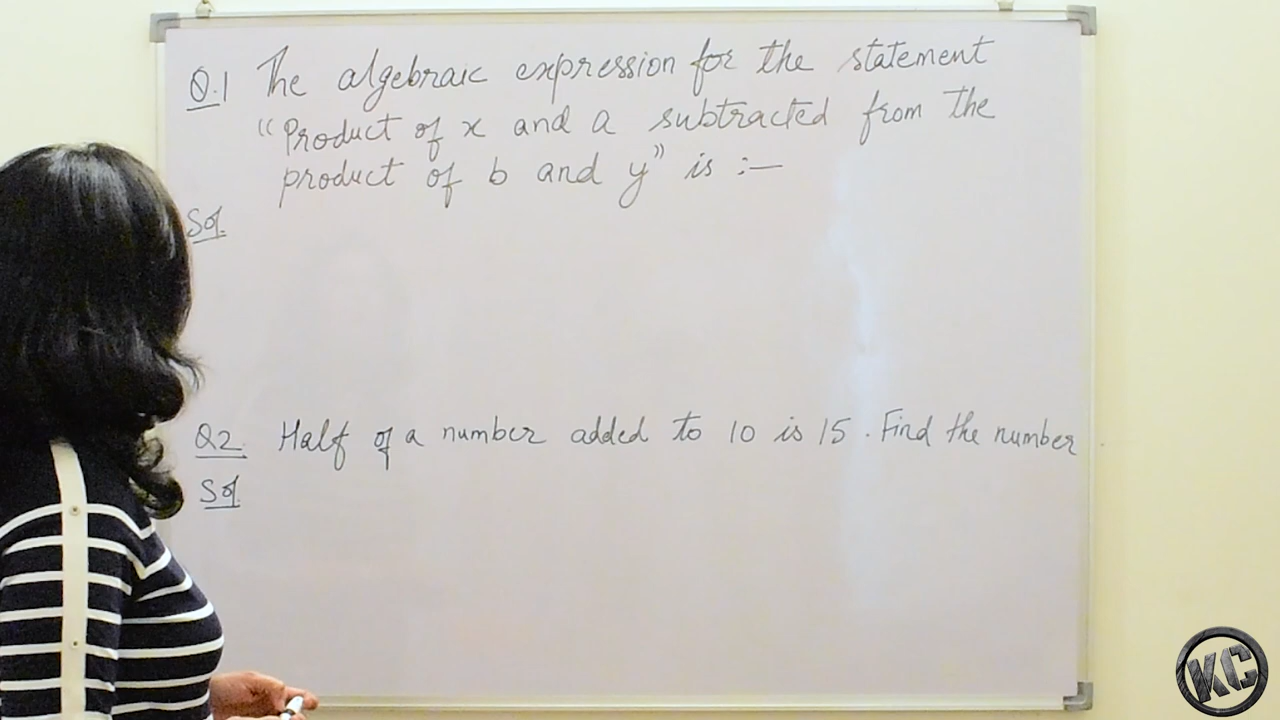 Q.1 The algebraic expression for the statement
"Product of x and a subtracted from the
product of b and y" is :—
Sol.
Q2. Half of a number added to 10 is 15. Find the number
Sol.
KC